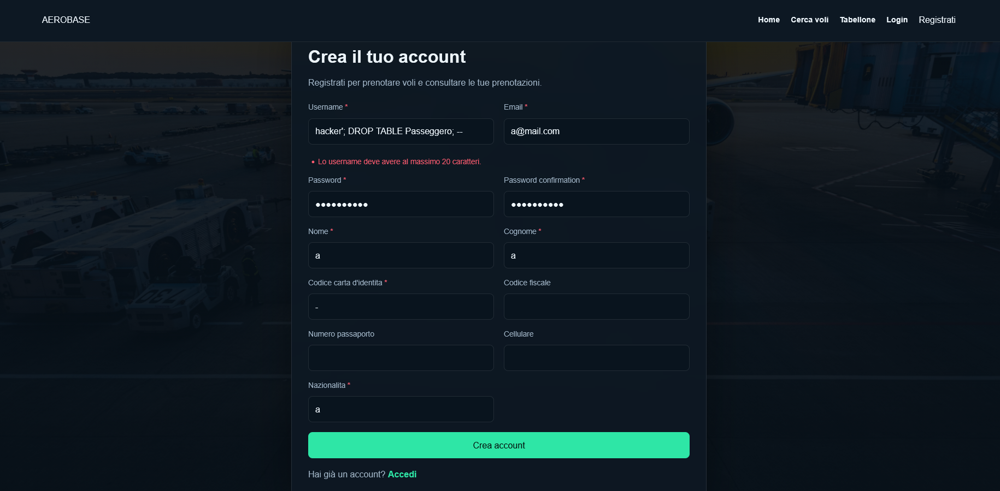 AEROBASE
Home Cerca voli Tabellone Login Registrati
Crea il tuo account
Registrati per prenotare voli e consultare le tue prenotazioni.
Username * Email *
hacker'; DROP TABLE Passeggero; -- a@mail.com
• Lo username deve avere al massimo 20 caratteri.
Password * Password confirmation *
●●●●●●●●●● ●●●●●●●●●●
Nome * Cognome *
a a
Codice carta d'identita * Codice fiscale
-
Numero passaporto Cellulare
Nazionalita *
a
Crea account
Hai già un account? Accedi